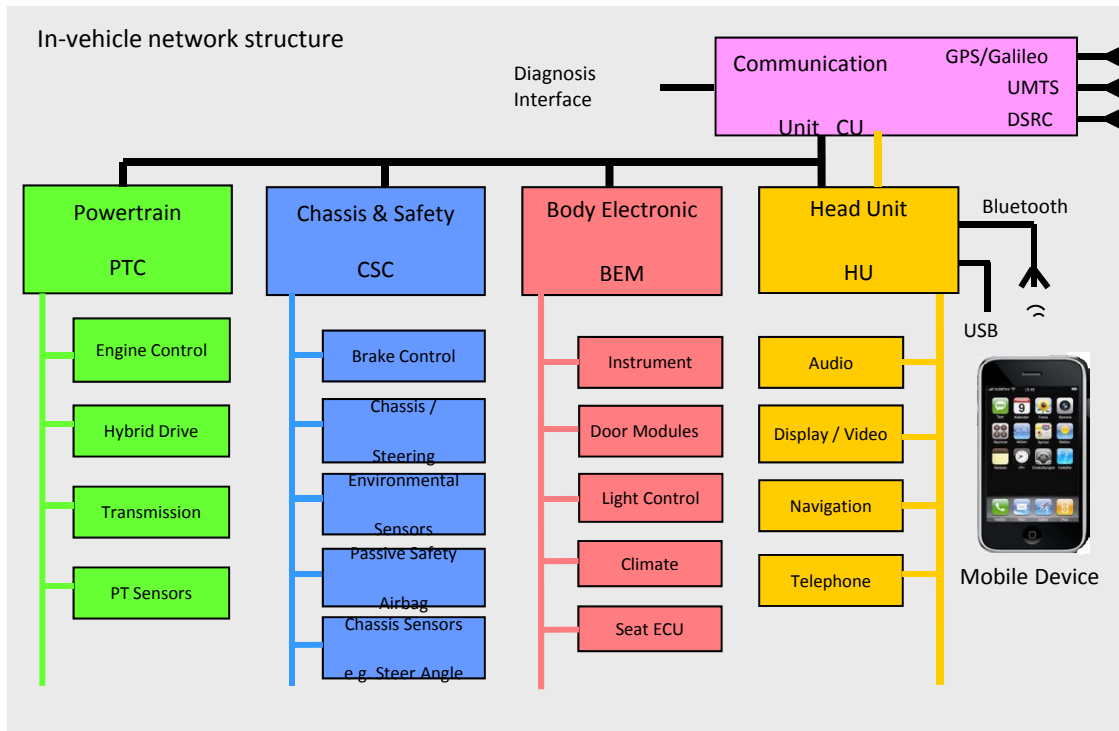 In-vehicle network structure
Diagnosis
Interface
Communication
Unit CU
GPS/Galileo
UMTS
DSRC
Powertrain
PTC
Chassis & Safety
CSC
Body Electronic
BEM
Head Unit
HU
Bluetooth
USB
Engine Control
Hybrid Drive
Transmission
PT Sensors
Brake Control
Chassis /
Steering
Environmental
Sensors
Passive Safety
Airbag
Chassis Sensors
e.g. Steer Angle
Instrument
Door Modules
Light Control
Climate
Seat ECU
Audio
Display / Video
Navigation
Telephone
9
Mobile Device